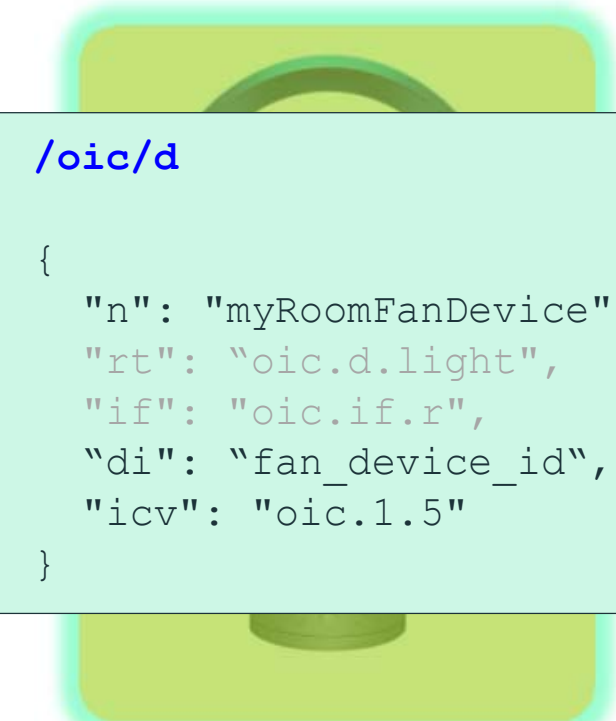 /oic/d
{
"n": "myRoomFanDevice"
"rt": “oic.d.light",
"if": "oic.if.r",
“di": “fan_device_id“,
"icv": "oic.1.5"
}